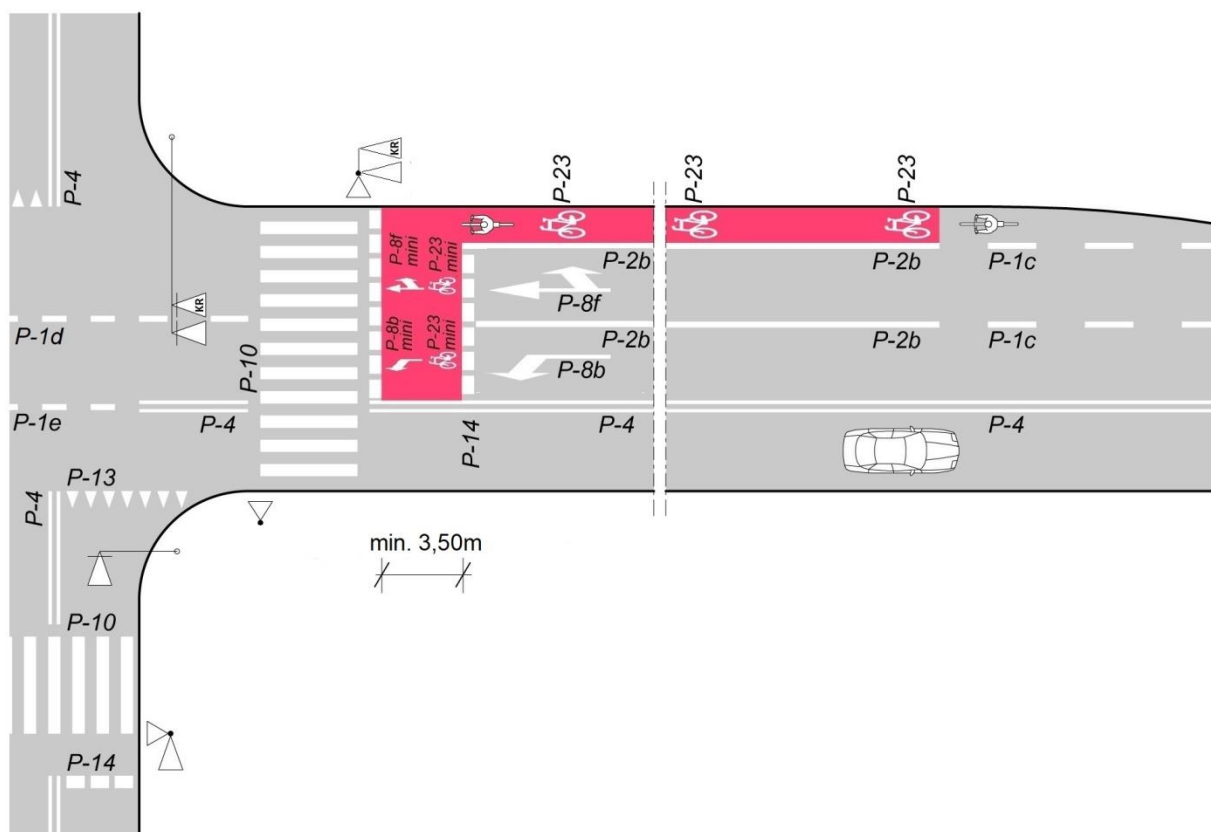 P-4
KR
P-23
P-23
P-23
P-8f
mini
P-23
mini
P-2b
P-2b
P-1c
P-8f
KR
P-1d
P-8b
mini
P-23
mini
P-2b
P-2b
P-1c
P-8b
P-10
P-1e
P-4
P-14
P-4
P-4
P-13
P-4
min. 3,50m
P-10
P-14